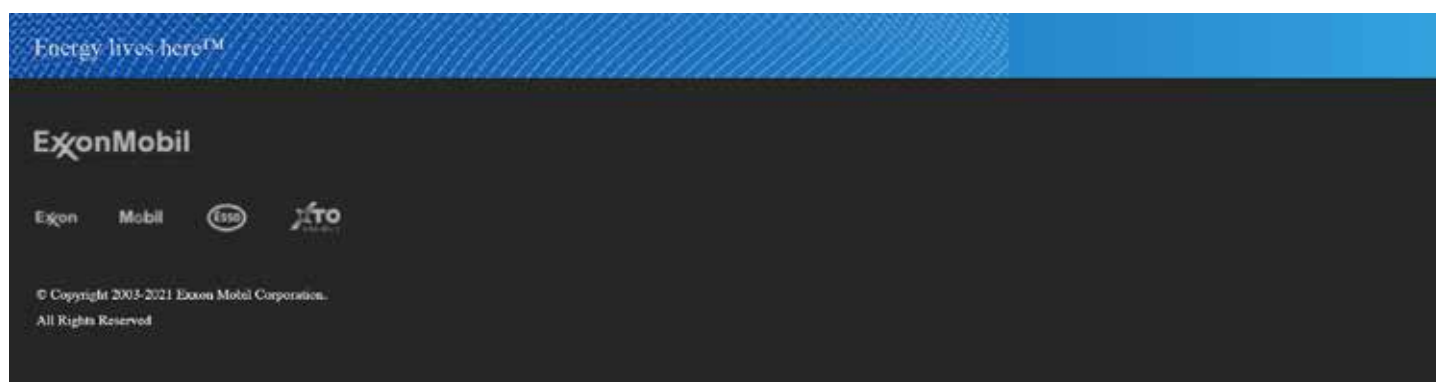 Energy lives here™
ExxonMobil
Exxon Mobil Esso XTO
© Copyright 2003-2021 Exxon Mobil Corporation.
All Rights Reserved